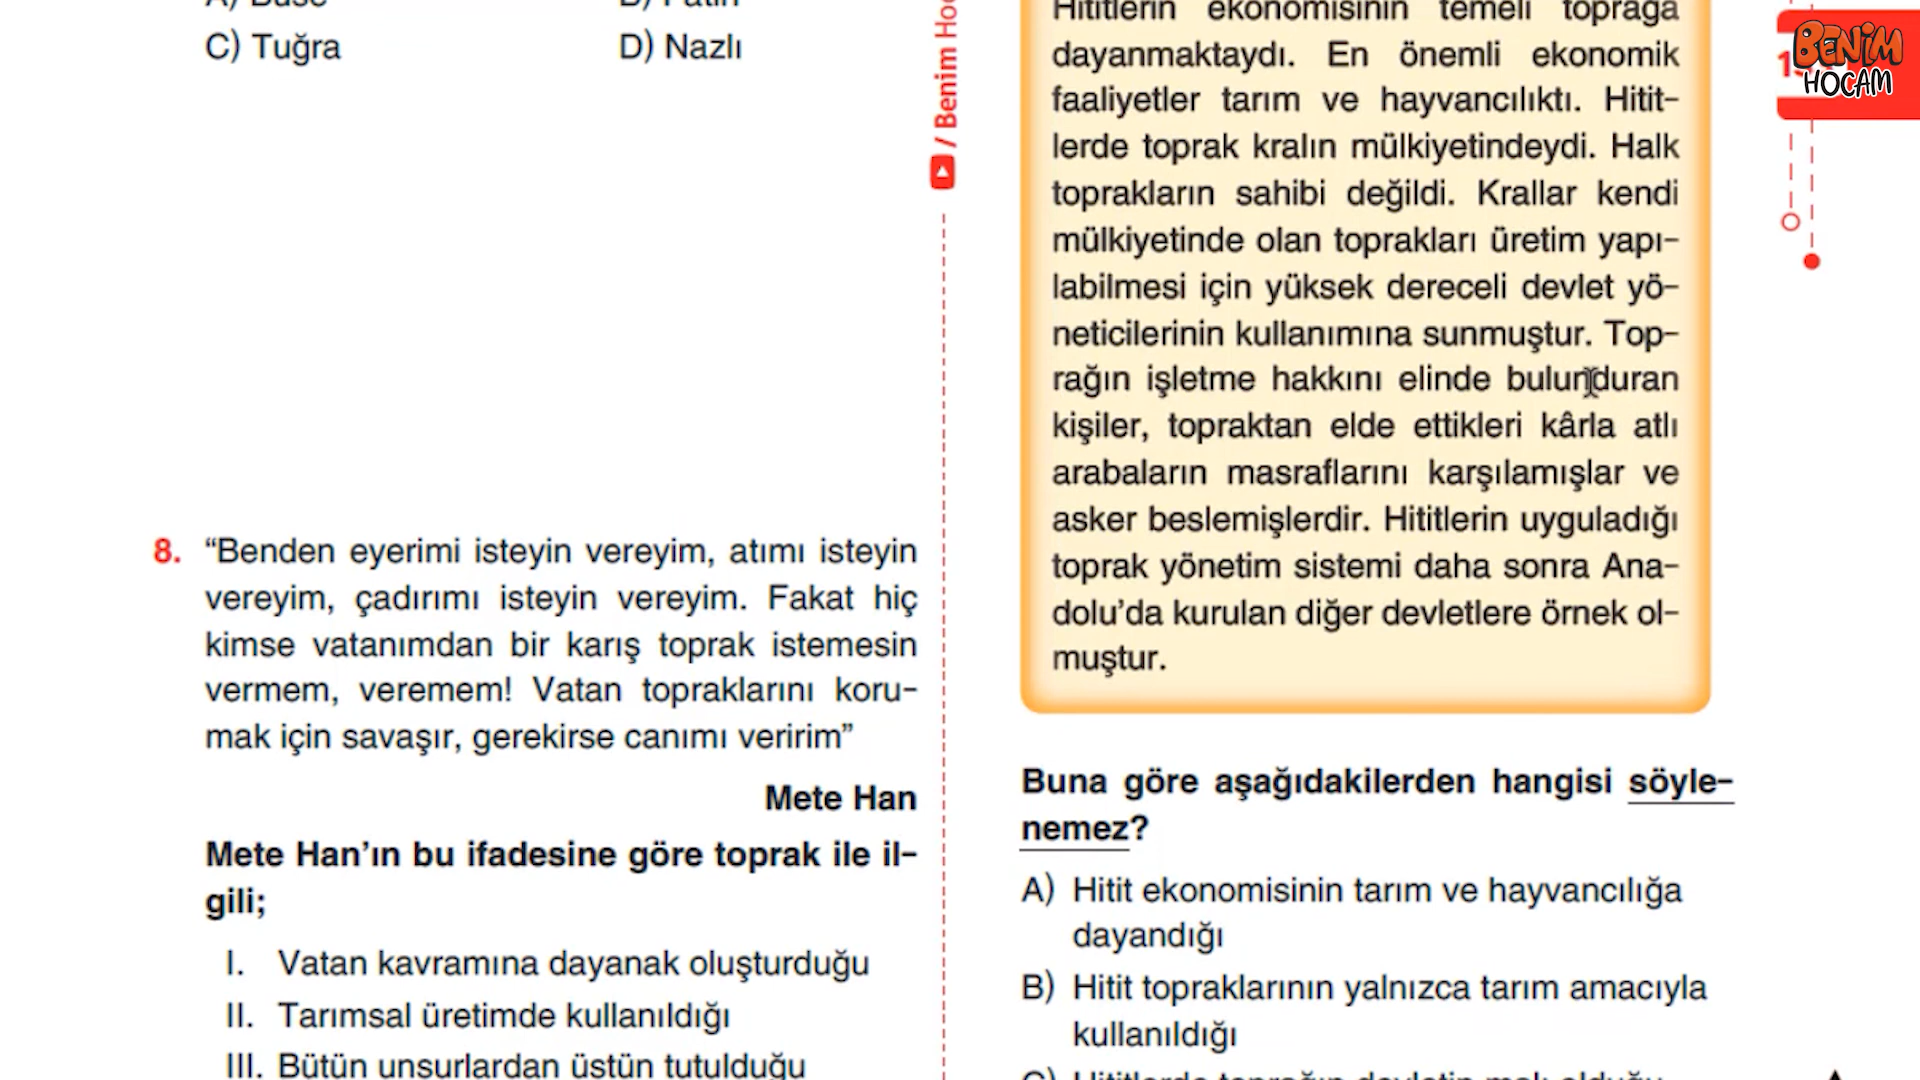 A) Buse
B) Fatih
C) Tuğra
D) Nazlı
8. “Benden eyerimi isteyin vereyim, atımı isteyin
vereyim, çadırımı isteyin vereyim. Fakat hiç
kimse vatanımdan bir karış toprak istemesin
vermem, veremem! Vatan topraklarını koru-
mak için savaşır, gerekirse canımı veririm”
Mete Han
Mete Han’ın bu ifadesine göre toprak ile il-
gili;
I. Vatan kavramına dayanak oluşturduğu
II. Tarımsal üretimde kullanıldığı
III. Bütün unsurlardan üstün tutulduğu
/ Benim Hoc
Hititlerin ekonomisinin temeli toprağa
dayanmaktaydı. En önemli ekonomik
faaliyetler tarım ve hayvancılıktı. Hitit-
lerde toprak kralın mülkiyetindeydi. Halk
toprakların sahibi değildi. Krallar kendi
mülkiyetinde olan toprakları üretim yapı-
labilmesi için yüksek dereceli devlet yö-
neticilerinin kullanımına sunmuştur. Top-
rağın işletme hakkını elinde bulunduran
kişiler, topraktan elde ettikleri kârla atlı
arabaların masraflarını karşılamışlar ve
asker beslemişlerdir. Hititlerin uyguladığı
toprak yönetim sistemi daha sonra Ana-
dolu’da kurulan diğer devletlere örnek ol-
muştur.
Buna göre aşağıdakilerden hangisi söyle-
nemez?
A) Hitit ekonomisinin tarım ve hayvancılığa
dayandığı
B) Hitit topraklarının yalnızca tarım amacıyla
kullanıldığı
C) Hititlerde toprağın devletin malı olduğu
BENİM
HOCAM